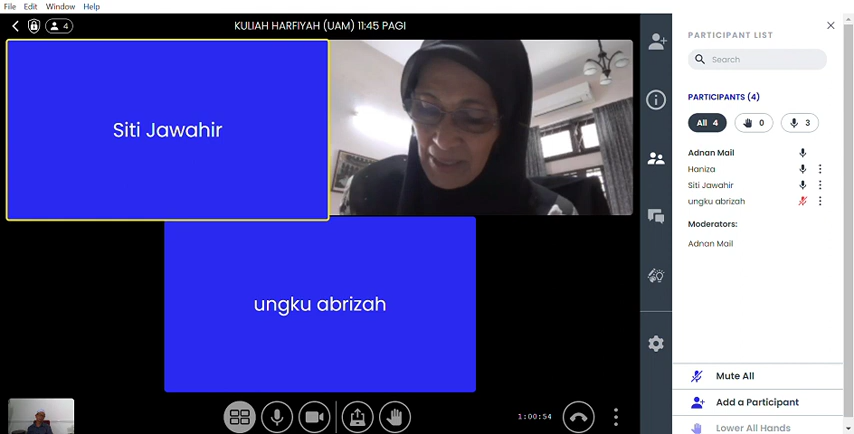 File Edit Window Help
4
KULIAH HARFIYAH (UAM) 11:45 PAGI
Siti Jawahir
ungku abrizah
1:00:54
PARTICIPANT LIST
Search
PARTICIPANTS (4)
All 4
0
3
Adnan Mail
Haniza
Siti Jawahir
ungku abrizah
Moderators:
Adnan Mail
Mute All
Add a Participant
Lower All Hands